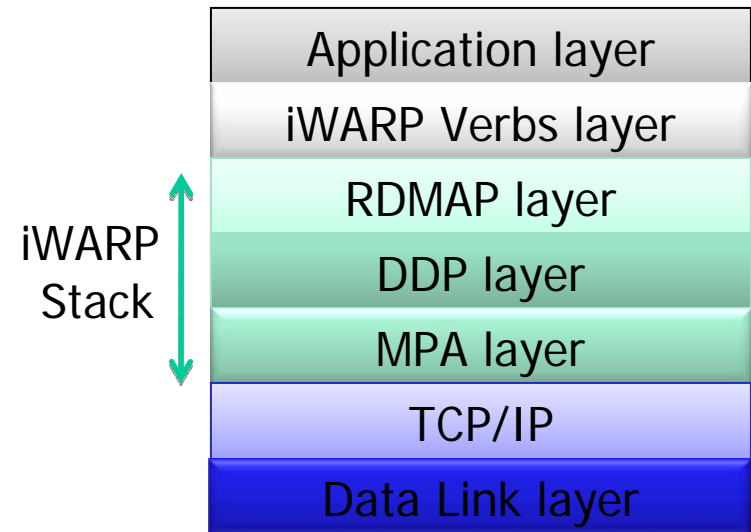 Application layer
iWARP Verbs layer
RDMAP layer
DDP layer
MPA layer
TCP/IP
Data Link layer
iWARP
Stack